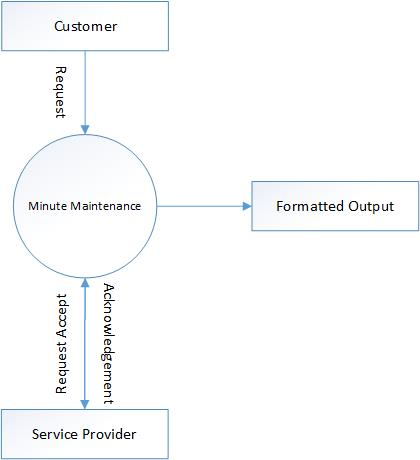 Customer
Request
Minute Maintenance
Formatted Output
Request Accept
Acknowledgement
Service Provider